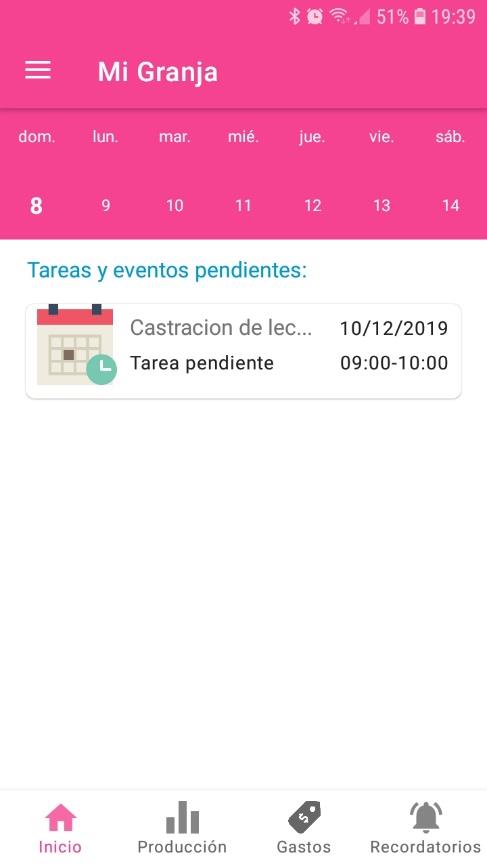 51% 19:39
Mi Granja
dom. lun. mar. mié. jue. vie. sáb.
8 9 10 11 12 13 14
Tareas y eventos pendientes:
Castracion de lec... 10/12/2019
Tarea pendiente 09:00-10:00
Inicio Producción Gastos Recordatorios